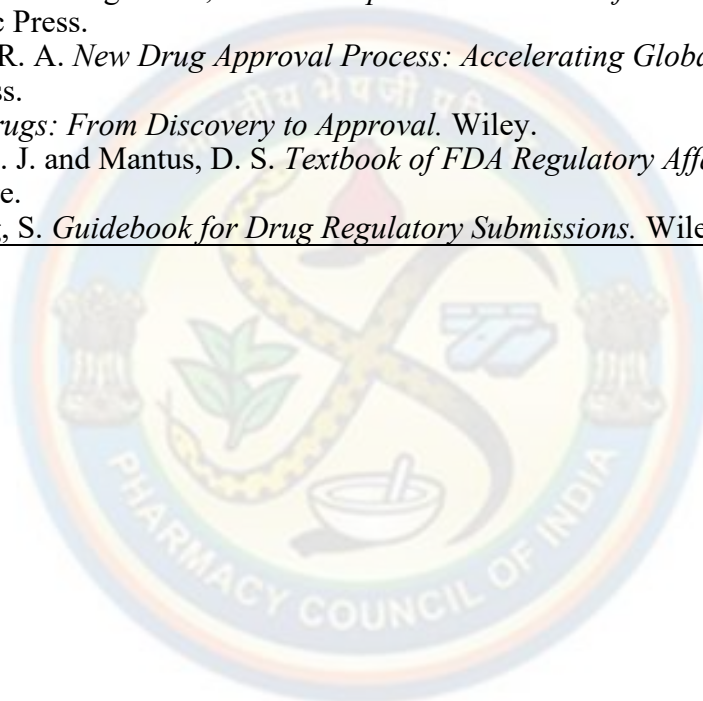 c Press.
R. A. New Drug Approval Process: Accelerating Globa
ss.
rugs: From Discovery to Approval. Wiley.
. J. and Mantus, D. S. Textbook of FDA Regulatory Affa
e.
, S. Guidebook for Drug Regulatory Submissions. Wile
PHARMACY COUNCIL OF INDIA